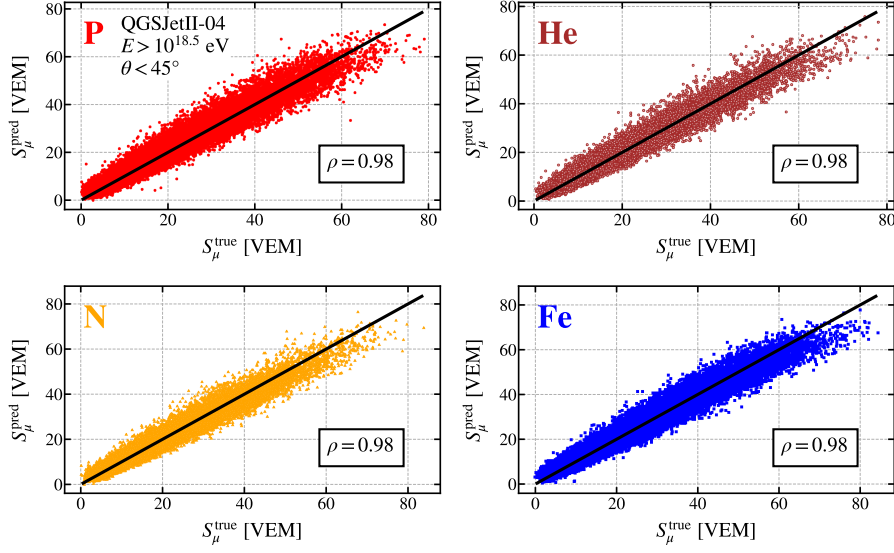 P
QGSJetII-04
E > 10^18.5 eV
θ < 45°
S_μ^pred [VEM]
80
60
40
20
0
ρ = 0.98
0 20 40 60 80
S_μ^true [VEM]
He
S_μ^pred [VEM]
80
60
40
20
0
ρ = 0.98
0 20 40 60 80
S_μ^true [VEM]
N
S_μ^pred [VEM]
80
60
40
20
0
ρ = 0.98
0 20 40 60 80
S_μ^true [VEM]
Fe
S_μ^pred [VEM]
80
60
40
20
0
ρ = 0.98
0 20 40 60 80
S_μ^true [VEM]